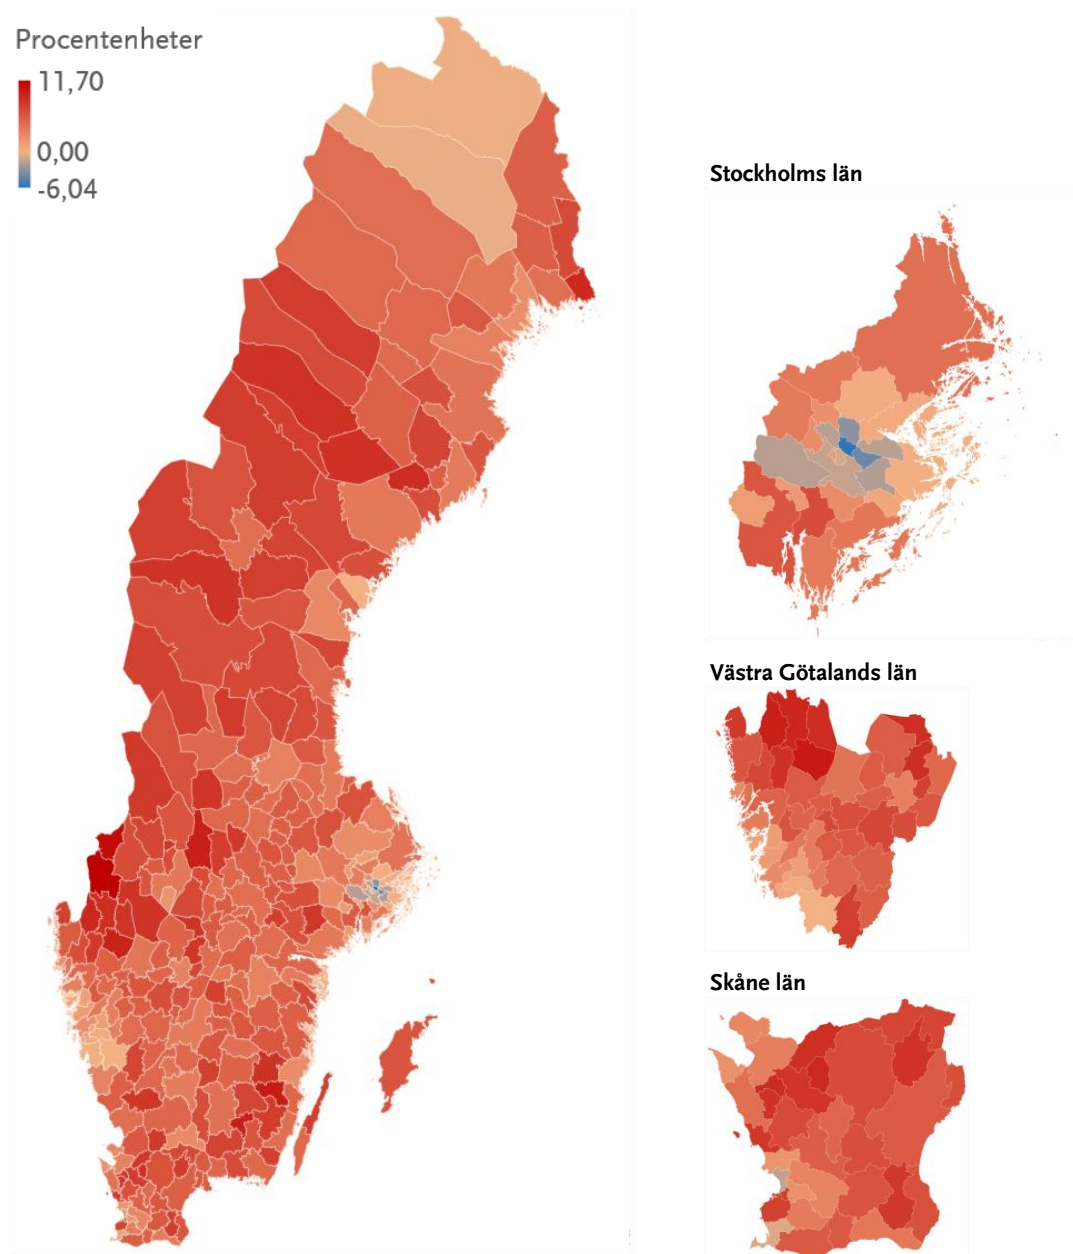 Procentenheter
11,70
0,00
-6,04
Stockholms län
Västra Götalands län
Skåne län